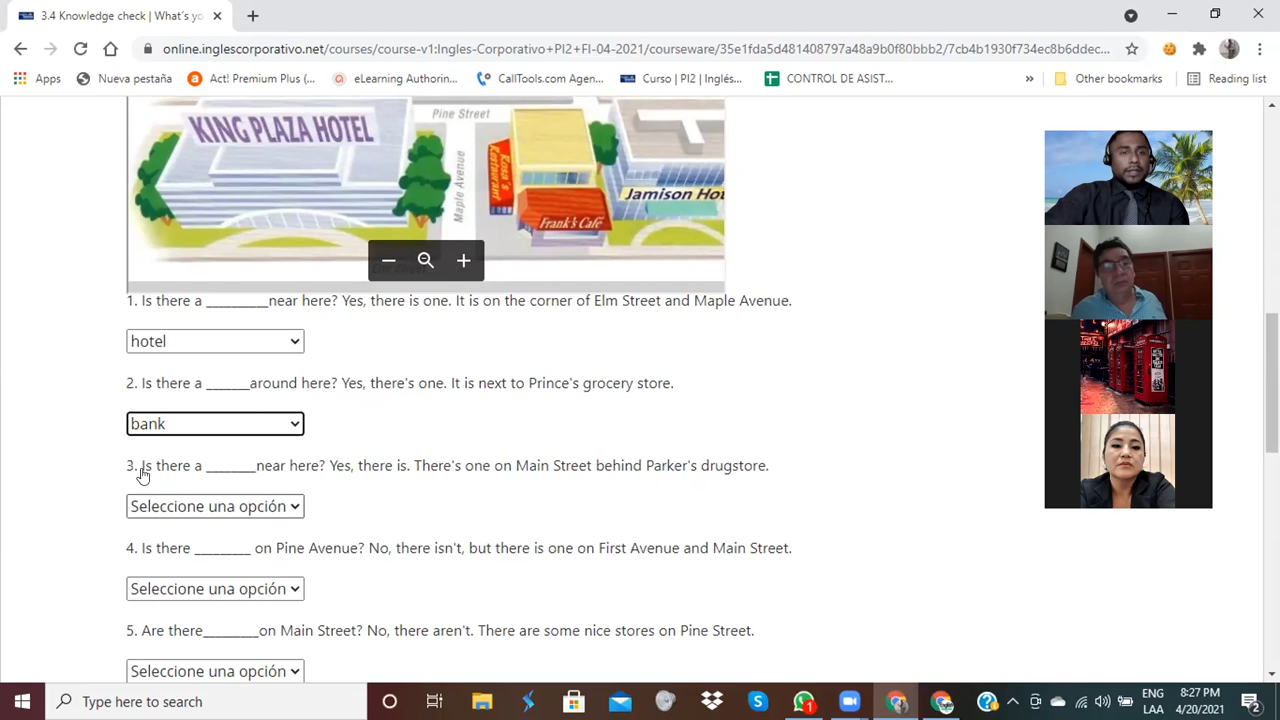 3.4 Knowledge check | What's yo
online.inglescorporativo.net/courses/course-v1:Ingles-Corporativo+PI2+FI-04-2021/courseware/35e1fda5d481408797a48a9b0f80bbb2/7cb4b1930f734ec8b6ddec...
Apps
Nueva pestaña
Act! Premium Plus (...
eLearning Authorin...
CallTools.com Agen...
Curso | PI2 | Inglés...
CONTROL DE ASIST...
»
Other bookmarks
Reading list
Pine Street
KING PLAZA HOTEL
Maple Avenue
Rosa's Restaurant
Jamison Hot
Frank's Café
1. Is there a __________near here? Yes, there is one. It is on the corner of Elm Street and Maple Avenue.
hotel
2. Is there a _______around here? Yes, there's one. It is next to Prince's grocery store.
bank
3. Is there a ________near here? Yes, there is. There's one on Main Street behind Parker's drugstore.
Seleccione una opción
4. Is there _________ on Pine Avenue? No, there isn't, but there is one on First Avenue and Main Street.
Seleccione una opción
5. Are there_________on Main Street? No, there aren't. There are some nice stores on Pine Street.
Seleccione una opción
Type here to search
ENG
LAA
8:27 PM
4/20/2021